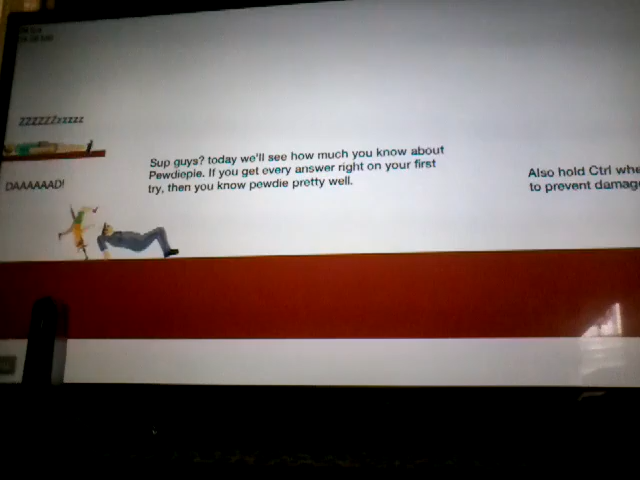 ZZZZZZzzzzz
DAAAAAAD!
Sup guys? today we'll see how much you know about
Pewdiepie. If you get every answer right on your first
try, then you know pewdie pretty well.
Also hold Ctrl whe
to prevent damag